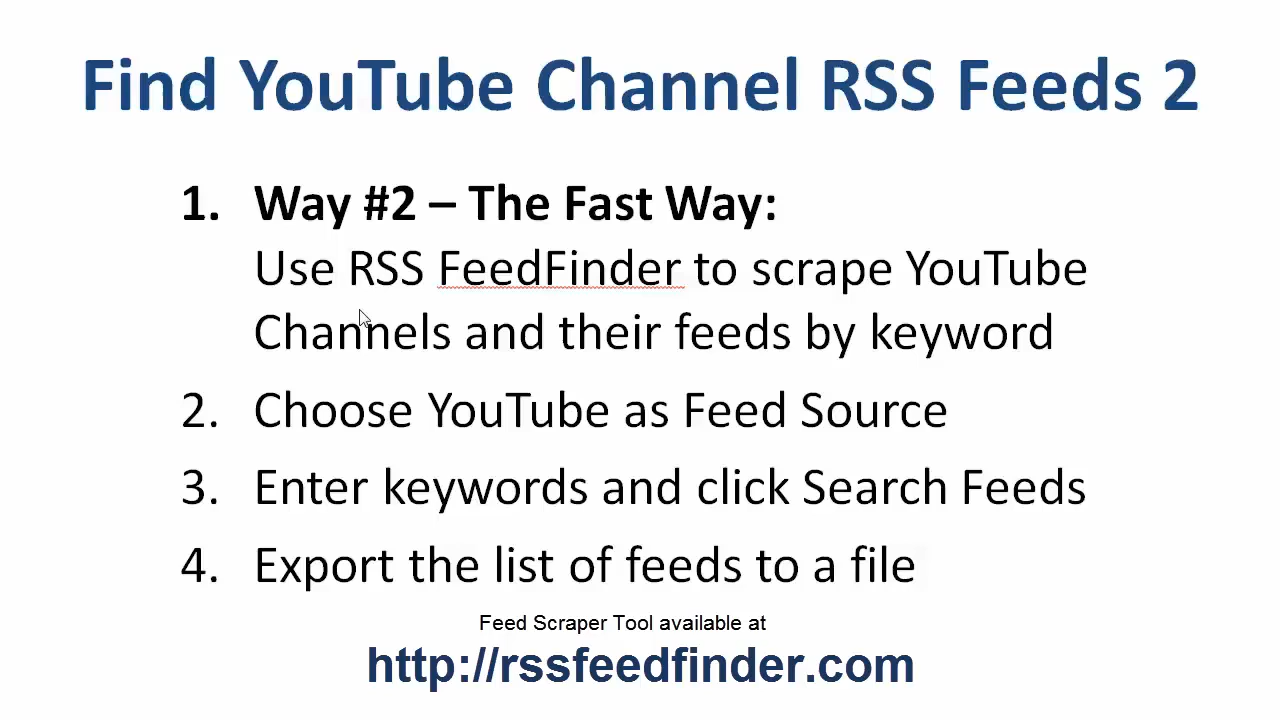 Find YouTube Channel RSS Feeds 2
1. Way #2 – The Fast Way:
Use RSS FeedFinder to scrape YouTube
Channels and their feeds by keyword
2. Choose YouTube as Feed Source
3. Enter keywords and click Search Feeds
4. Export the list of feeds to a file
Feed Scraper Tool available at
http://rssfeedfinder.com